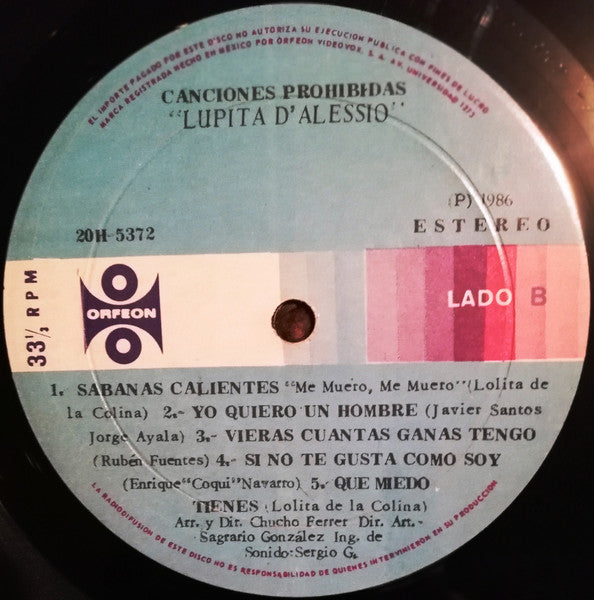 EL IMPORTE PAGADO POR ESTE DISCO NO AUTORIZA SU EJECUCION PUBLICA CON FINES DE LUCRO
MARCA REGISTRADA HECHO EN MEXICO POR ORFEON VIDEOVOX, S. A. AV. UNIVERSIDAD 1273
CANCIONES PROHIBIDAS
"LUPITA D'ALESSIO"
(P) 1986
20H-5372
ESTEREO
33⅓ RPM
ORFEON
LADO B
1. SABANAS CALIENTES "Me Muero, Me Muero"(Lolita de
la Colina) 2.- YO QUIERO UN HOMBRE (Javier Santos
Jorge Ayala) 3.- VIERAS CUANTAS GANAS TENGO
(Rubén Fuentes) 4.- SI NO TE GUSTA COMO SOY
(Enrique"Coqui"Navarro) 5.- QUE MIEDO
TIENES (Lolita de la Colina)
Arr. y Dir. Chucho Ferrer Dir. Art.-
Sagrario González Ing. de
Sonido:Sergio G.
LA RADIODIFUSION DE ESTE DISCO NO ES RESPONSABILIDAD DE QUIENES INTERVINIERON EN SU PRODUCCION